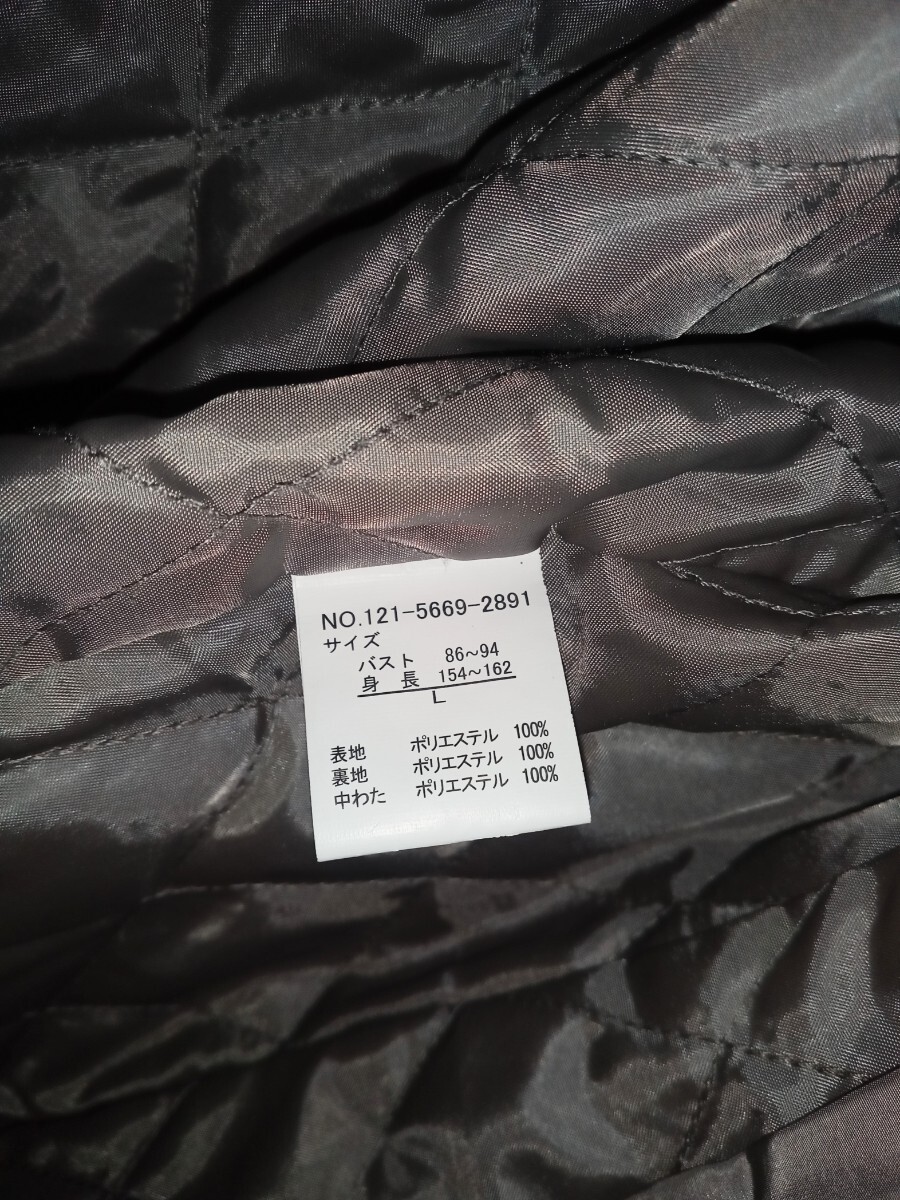 NO.121-5669-2891
サイズ
バスト 86～94
身 長 154～162
L
表地 ポリエステル 100%
裏地 ポリエステル 100%
中わた ポリエステル 100%